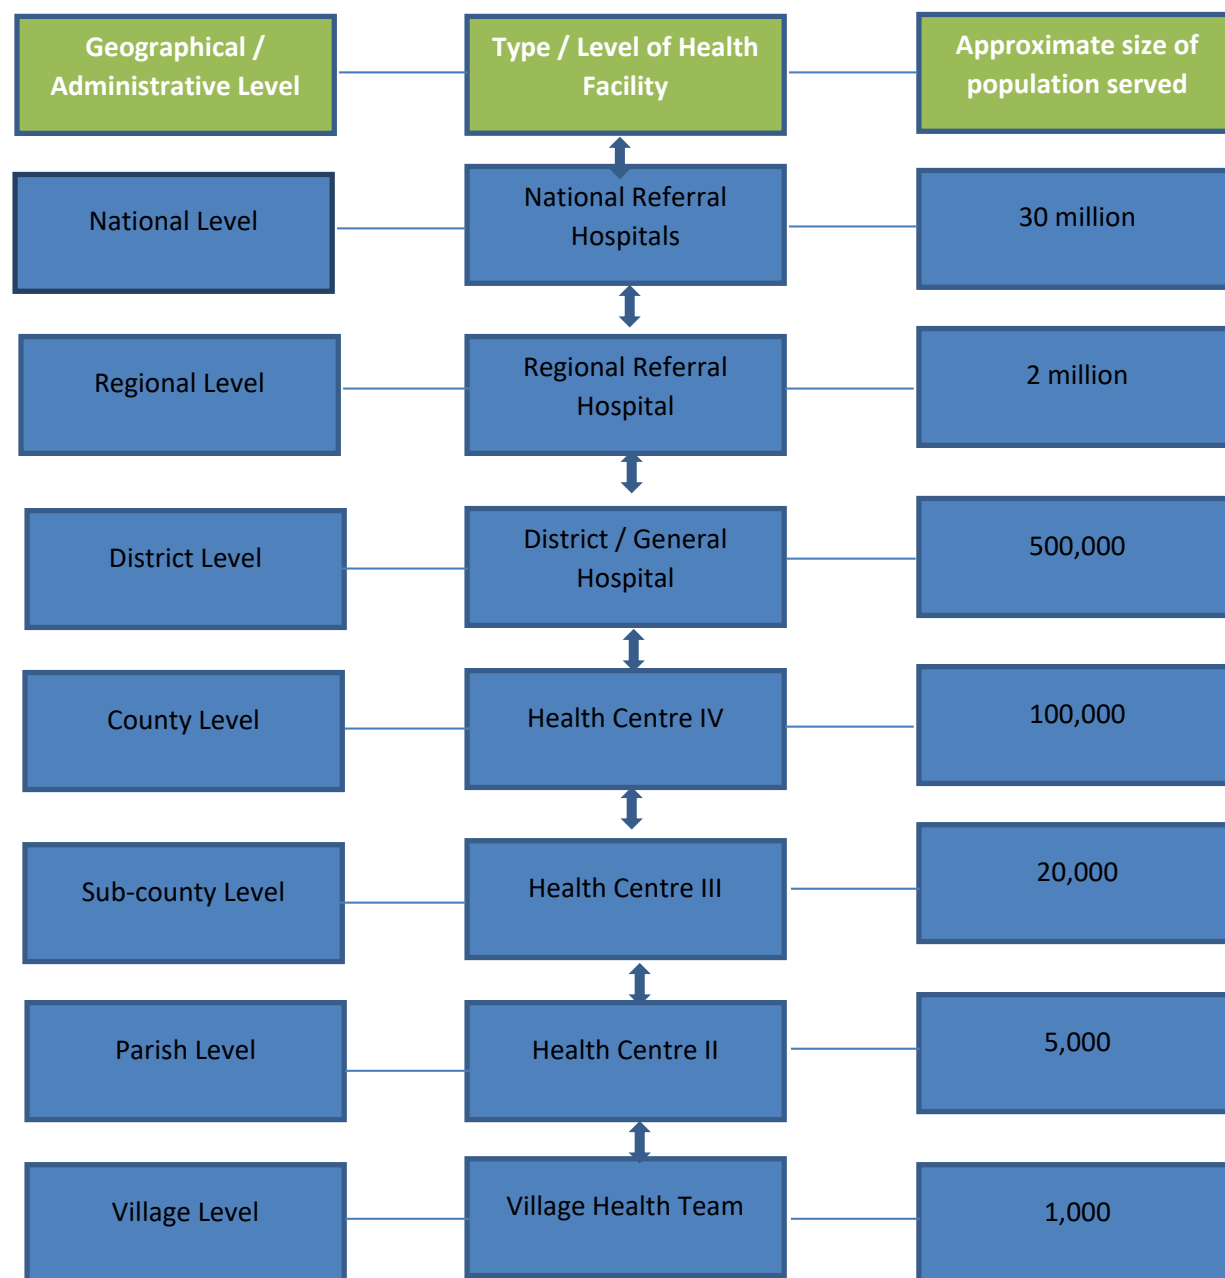 Geographical /
Administrative Level
Type / Level of Health
Facility
Approximate size of
population served
National Level
National Referral
Hospitals
30 million
Regional Level
Regional Referral
Hospital
2 million
District Level
District / General
Hospital
500,000
County Level
Health Centre IV
100,000
Sub-county Level
Health Centre III
20,000
Parish Level
Health Centre II
5,000
Village Level
Village Health Team
1,000